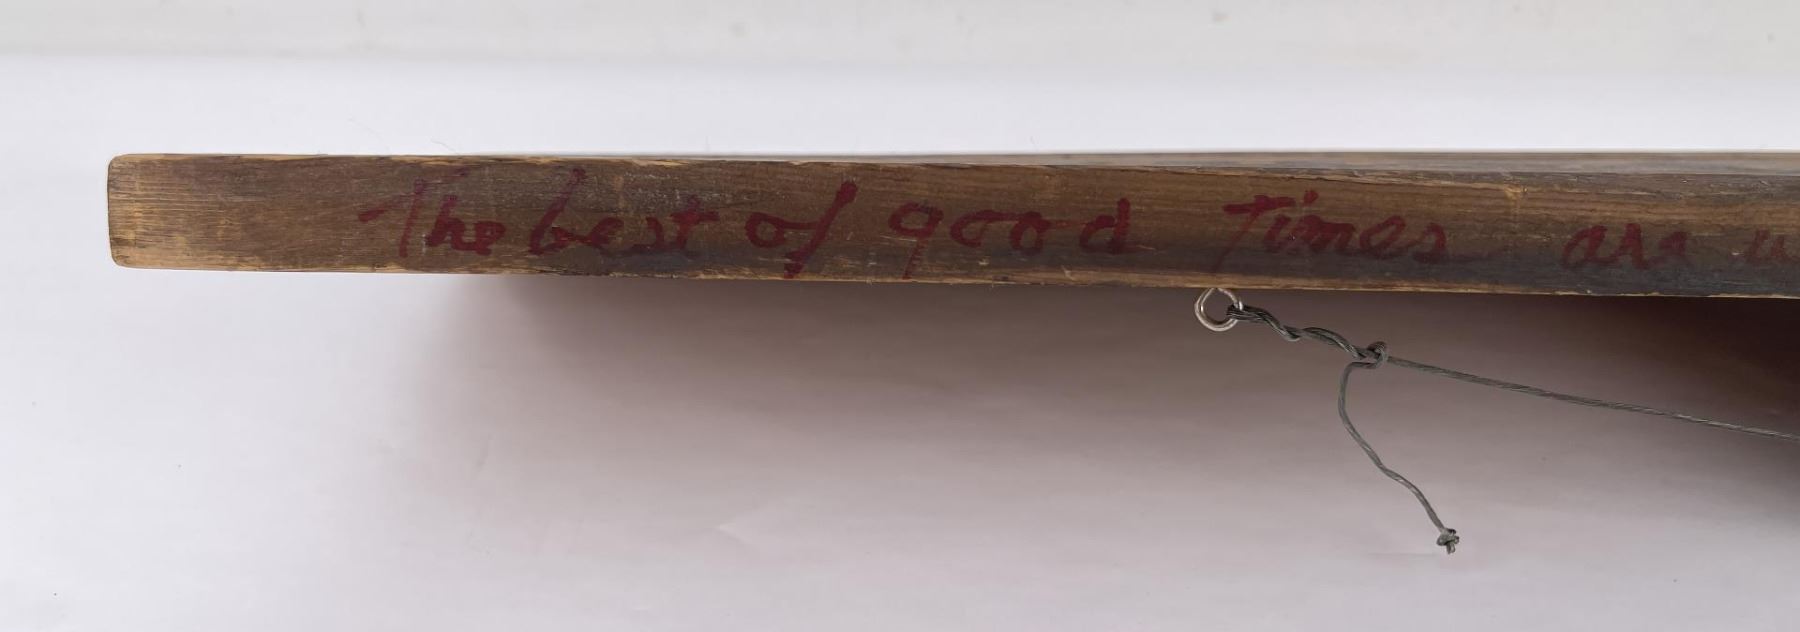 The best of good Times are